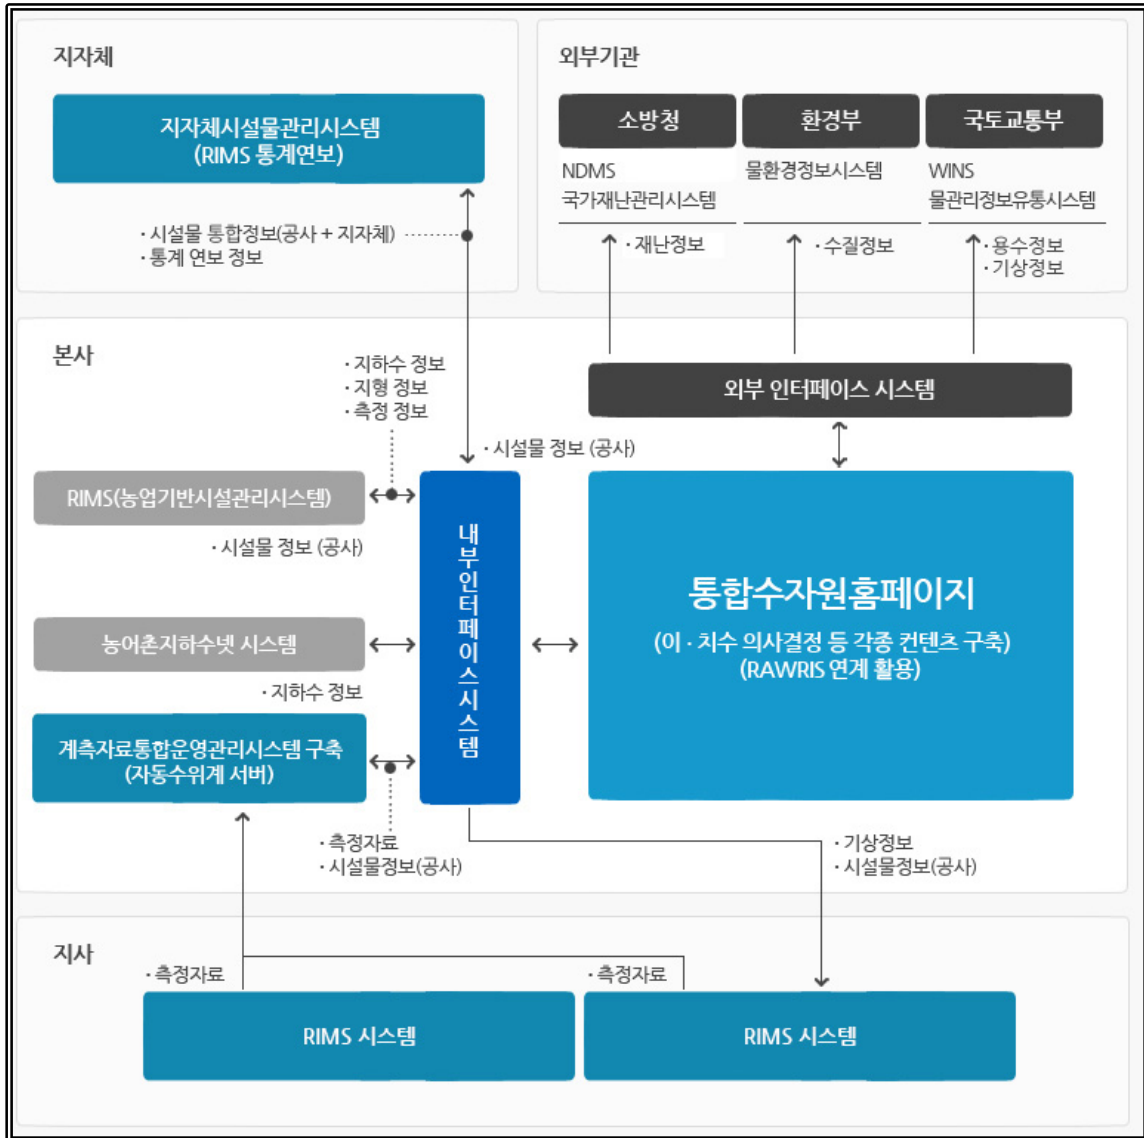 지자체
지자체시설물관리시스템
(RIMS 통계연보)
· 시설물 통합정보(공사 + 지자체)
· 통계 연보 정보
외부기관
소방청
NDMS
국가재난관리시스템
· 재난정보
환경부
물환경정보시스템
· 수질정보
국토교통부
WINS
물관리정보유통시스템
· 용수정보
· 기상정보
본사
· 지하수 정보
· 지형 정보
· 측정 정보
· 시설물 정보 (공사)
외부 인터페이스 시스템
RIMS(농업기반시설관리시스템)
· 시설물 정보 (공사)
농어촌지하수넷 시스템
· 지하수 정보
계측자료통합운영관리시스템 구축
(자동수위계 서버)
· 측정자료
· 시설물정보(공사)
내부인터페이스시스템
통합수자원홈페이지
(이 · 치수 의사결정 등 각종 컨텐츠 구축)
(RAWRIS 연계 활용)
· 기상정보
· 시설물정보(공사)
지사
· 측정자료
· 측정자료
RIMS 시스템
RIMS 시스템